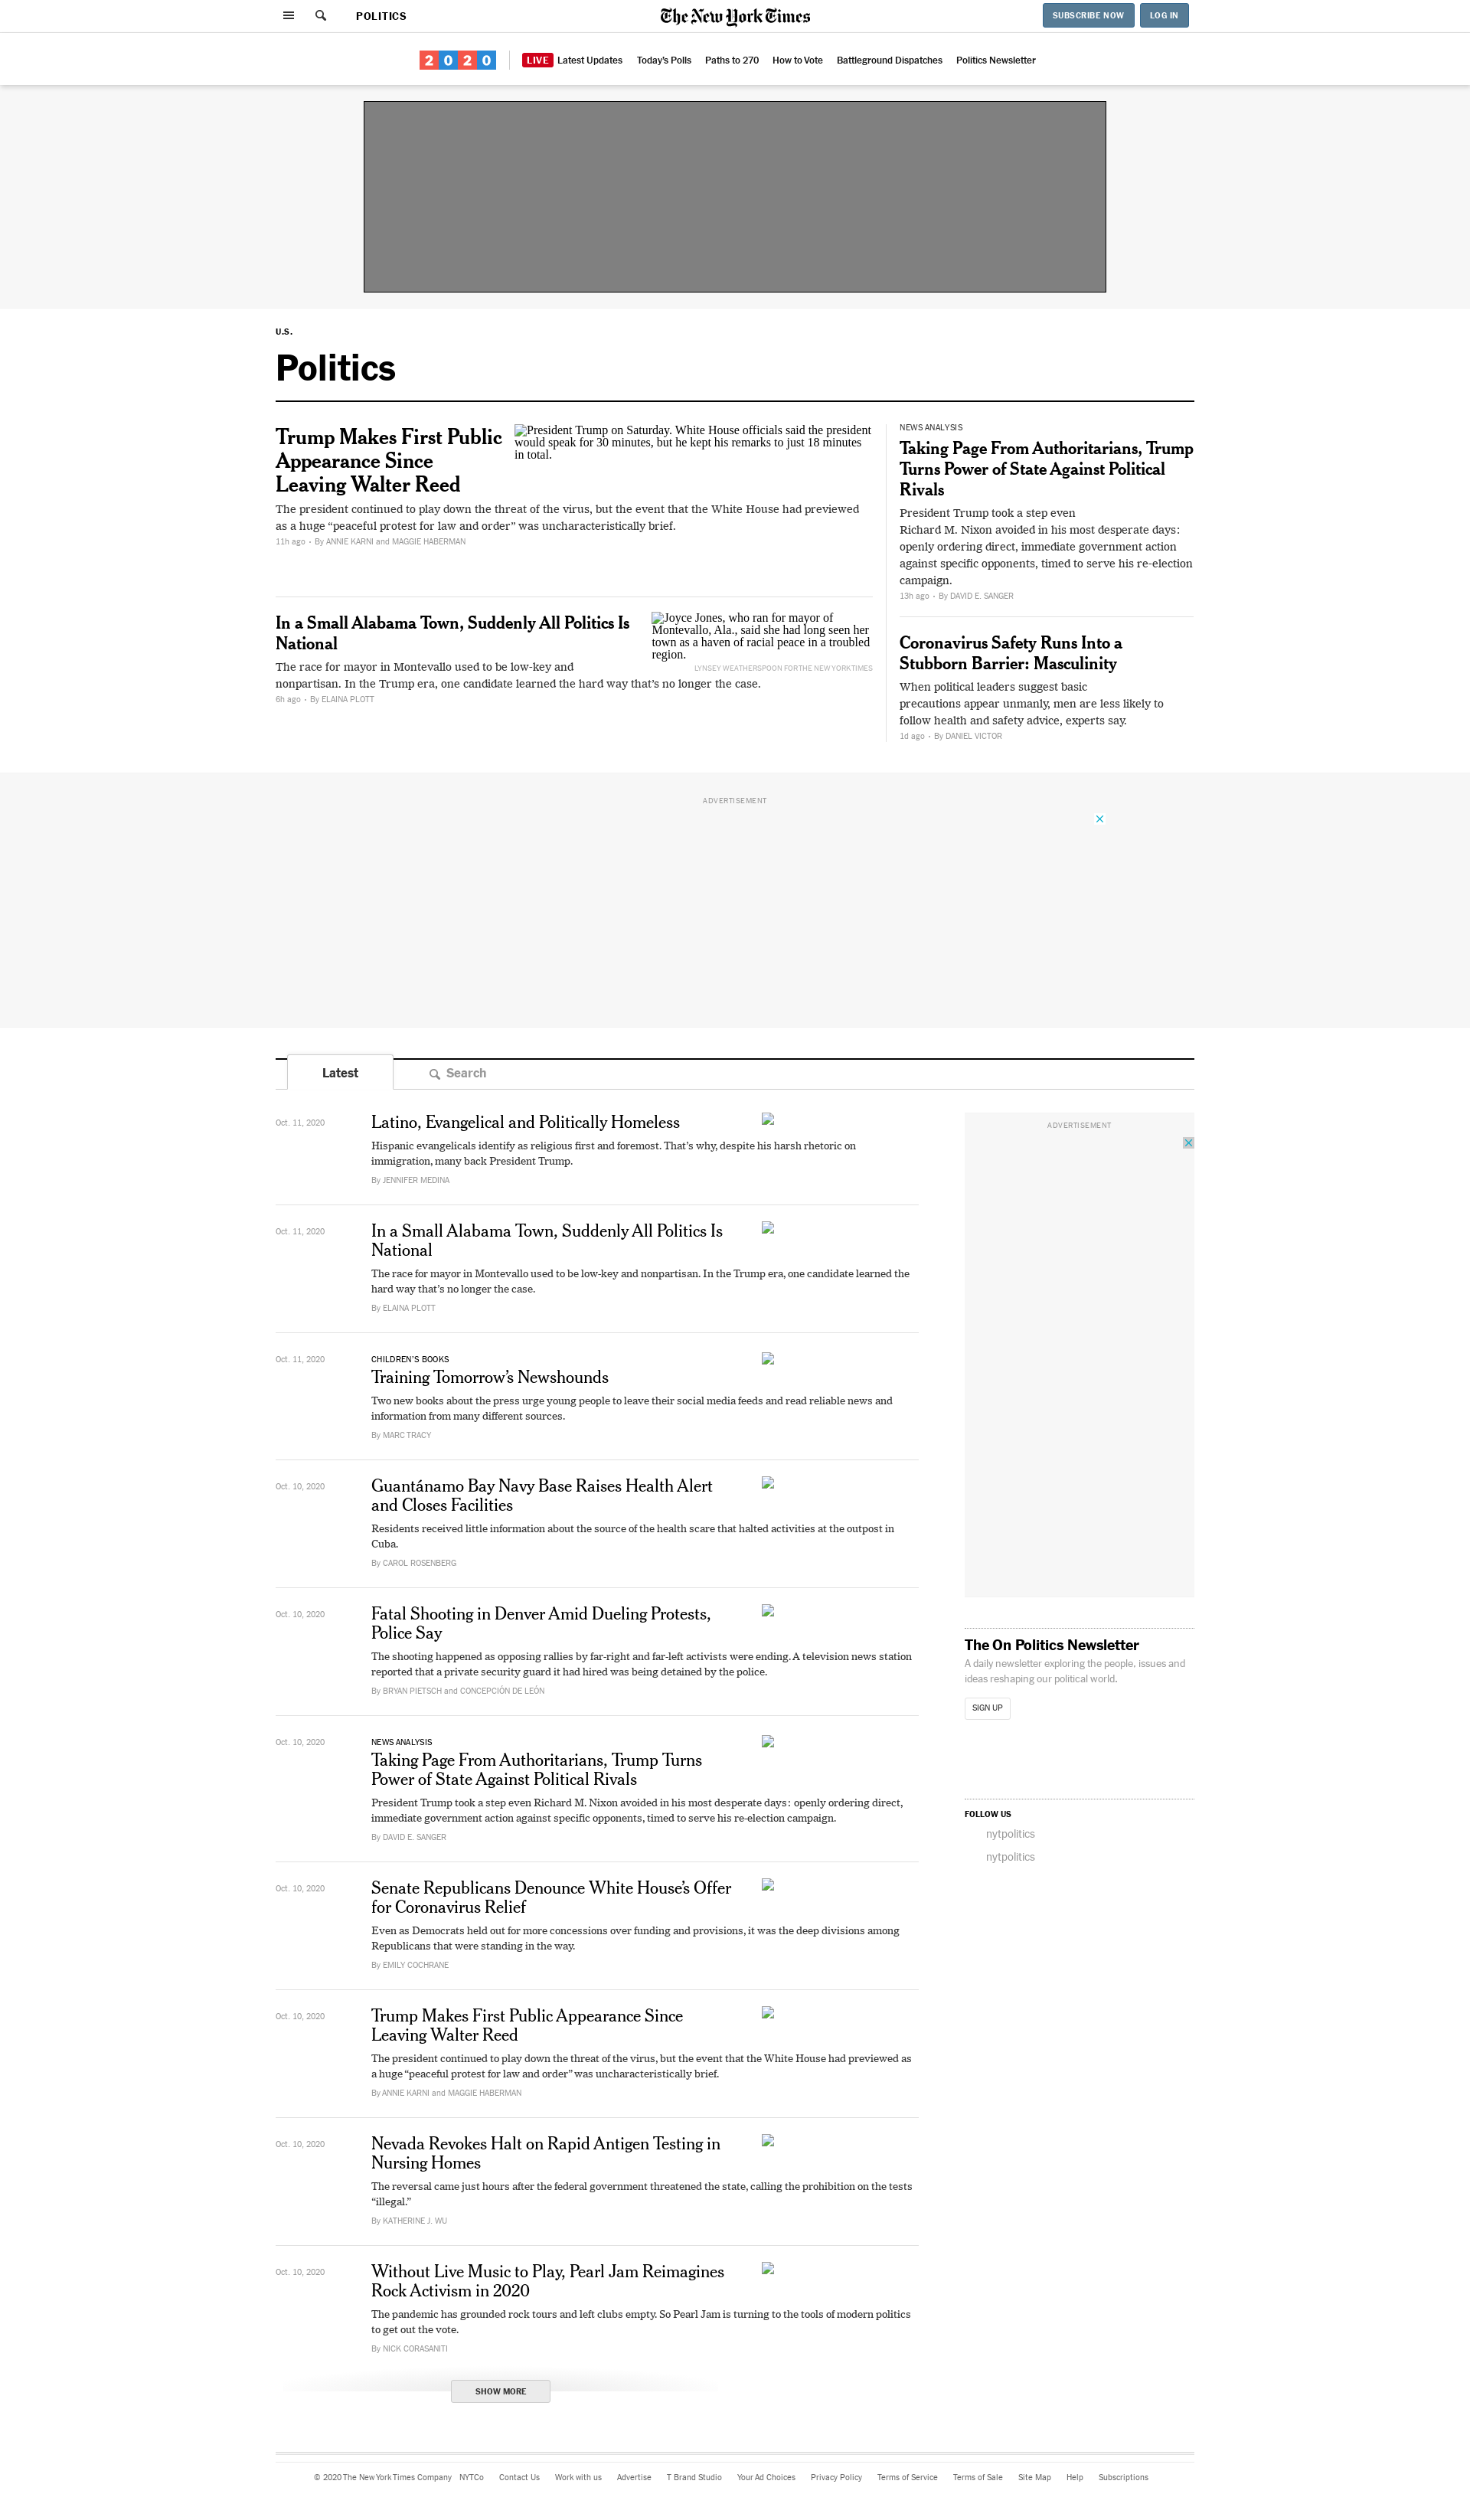 POLITICS
The New York Times
SUBSCRIBE NOW
LOG IN
2020
LIVE Latest Updates
Today's Polls
Paths to 270
How to Vote
Battleground Dispatches
Politics Newsletter
U.S.
Politics
Trump Makes First Public
Appearance Since
Leaving Walter Reed
President Trump on Saturday. White House officials said the president
would speak for 30 minutes, but he kept his remarks to just 18 minutes
in total.
The president continued to play down the threat of the virus, but the event that the White House had previewed
as a huge “peaceful protest for law and order” was uncharacteristically brief.
11h ago • By ANNIE KARNI and MAGGIE HABERMAN
In a Small Alabama Town, Suddenly All Politics Is
National
Joyce Jones, who ran for mayor of
Montevallo, Ala., said she had long seen her
town as a haven of racial peace in a troubled
region.
LYNSEY WEATHERSPOON FOR THE NEW YORK TIMES
The race for mayor in Montevallo used to be low-key and
nonpartisan. In the Trump era, one candidate learned the hard way that’s no longer the case.
6h ago • By ELAINA PLOTT
NEWS ANALYSIS
Taking Page From Authoritarians, Trump
Turns Power of State Against Political
Rivals
President Trump took a step even
Richard M. Nixon avoided in his most desperate days:
openly ordering direct, immediate government action
against specific opponents, timed to serve his re-election
campaign.
13h ago • By DAVID E. SANGER
Coronavirus Safety Runs Into a
Stubborn Barrier: Masculinity
When political leaders suggest basic
precautions appear unmanly, men are less likely to
follow health and safety advice, experts say.
1d ago • By DANIEL VICTOR
ADVERTISEMENT
Latest
Search
Oct. 11, 2020
Latino, Evangelical and Politically Homeless
Hispanic evangelicals identify as religious first and foremost. That’s why, despite his harsh rhetoric on
immigration, many back President Trump.
By JENNIFER MEDINA
Oct. 11, 2020
In a Small Alabama Town, Suddenly All Politics Is
National
The race for mayor in Montevallo used to be low-key and nonpartisan. In the Trump era, one candidate learned the
hard way that’s no longer the case.
By ELAINA PLOTT
Oct. 11, 2020
CHILDREN’S BOOKS
Training Tomorrow’s Newshounds
Two new books about the press urge young people to leave their social media feeds and read reliable news and
information from many different sources.
By MARC TRACY
Oct. 10, 2020
Guantánamo Bay Navy Base Raises Health Alert
and Closes Facilities
Residents received little information about the source of the health scare that halted activities at the outpost in
Cuba.
By CAROL ROSENBERG
Oct. 10, 2020
Fatal Shooting in Denver Amid Dueling Protests,
Police Say
The shooting happened as opposing rallies by far-right and far-left activists were ending. A television news station
reported that a private security guard it had hired was being detained by the police.
By BRYAN PIETSCH and CONCEPCIÓN DE LEÓN
Oct. 10, 2020
NEWS ANALYSIS
Taking Page From Authoritarians, Trump Turns
Power of State Against Political Rivals
President Trump took a step even Richard M. Nixon avoided in his most desperate days: openly ordering direct,
immediate government action against specific opponents, timed to serve his re-election campaign.
By DAVID E. SANGER
Oct. 10, 2020
Senate Republicans Denounce White House’s Offer
for Coronavirus Relief
Even as Democrats held out for more concessions over funding and provisions, it was the deep divisions among
Republicans that were standing in the way.
By EMILY COCHRANE
Oct. 10, 2020
Trump Makes First Public Appearance Since
Leaving Walter Reed
The president continued to play down the threat of the virus, but the event that the White House had previewed as
a huge “peaceful protest for law and order” was uncharacteristically brief.
By ANNIE KARNI and MAGGIE HABERMAN
Oct. 10, 2020
Nevada Revokes Halt on Rapid Antigen Testing in
Nursing Homes
The reversal came just hours after the federal government threatened the state, calling the prohibition on the tests
“illegal.”
By KATHERINE J. WU
Oct. 10, 2020
Without Live Music to Play, Pearl Jam Reimagines
Rock Activism in 2020
The pandemic has grounded rock tours and left clubs empty. So Pearl Jam is turning to the tools of modern politics
to get out the vote.
By NICK CORASANITI
SHOW MORE
ADVERTISEMENT
The On Politics Newsletter
A daily newsletter exploring the people, issues and
ideas reshaping our political world.
SIGN UP
FOLLOW US
nytpolitics
nytpolitics
© 2020 The New York Times Company
NYTCo
Contact Us
Work with us
Advertise
T Brand Studio
Your Ad Choices
Privacy Policy
Terms of Service
Terms of Sale
Site Map
Help
Subscriptions